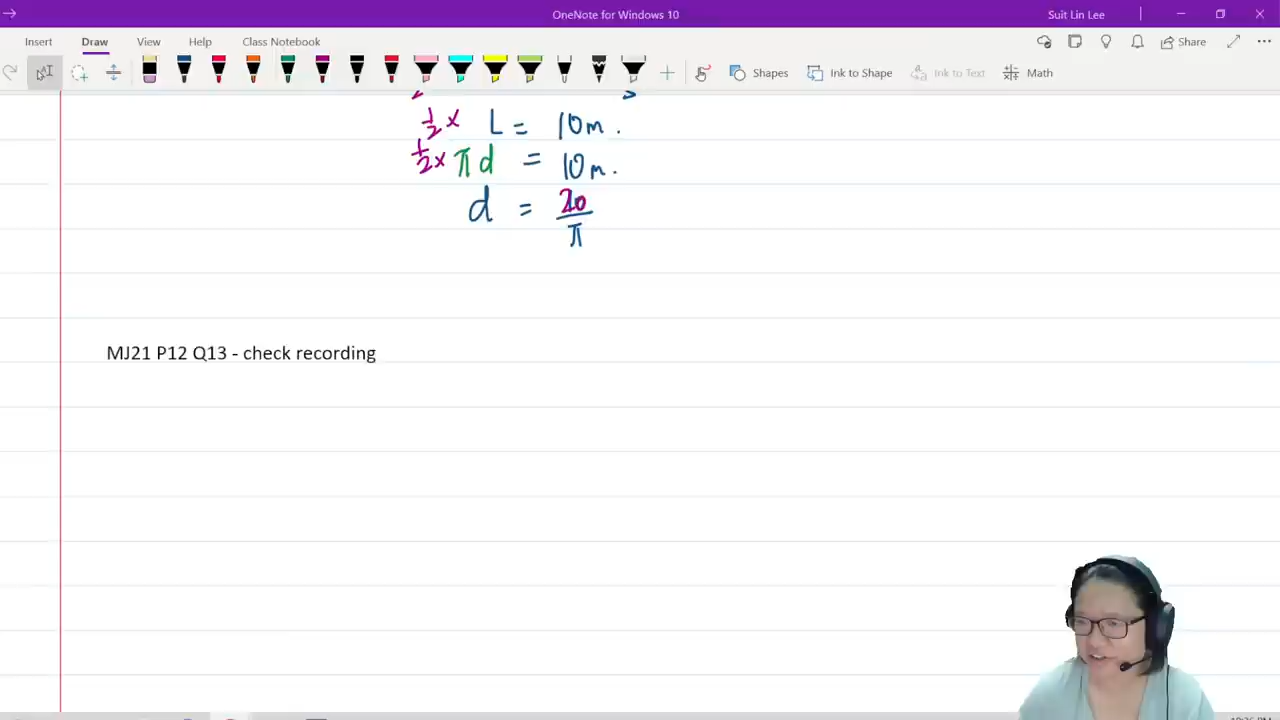 OneNote for Windows 10
Suit Lin Lee
Insert Draw View Help Class Notebook
Share
Shapes Ink to Shape Ink to Text Math
½ × L = 10m.
½ × πd = 10m.
d = 20/π
MJ21 P12 Q13 - check recording